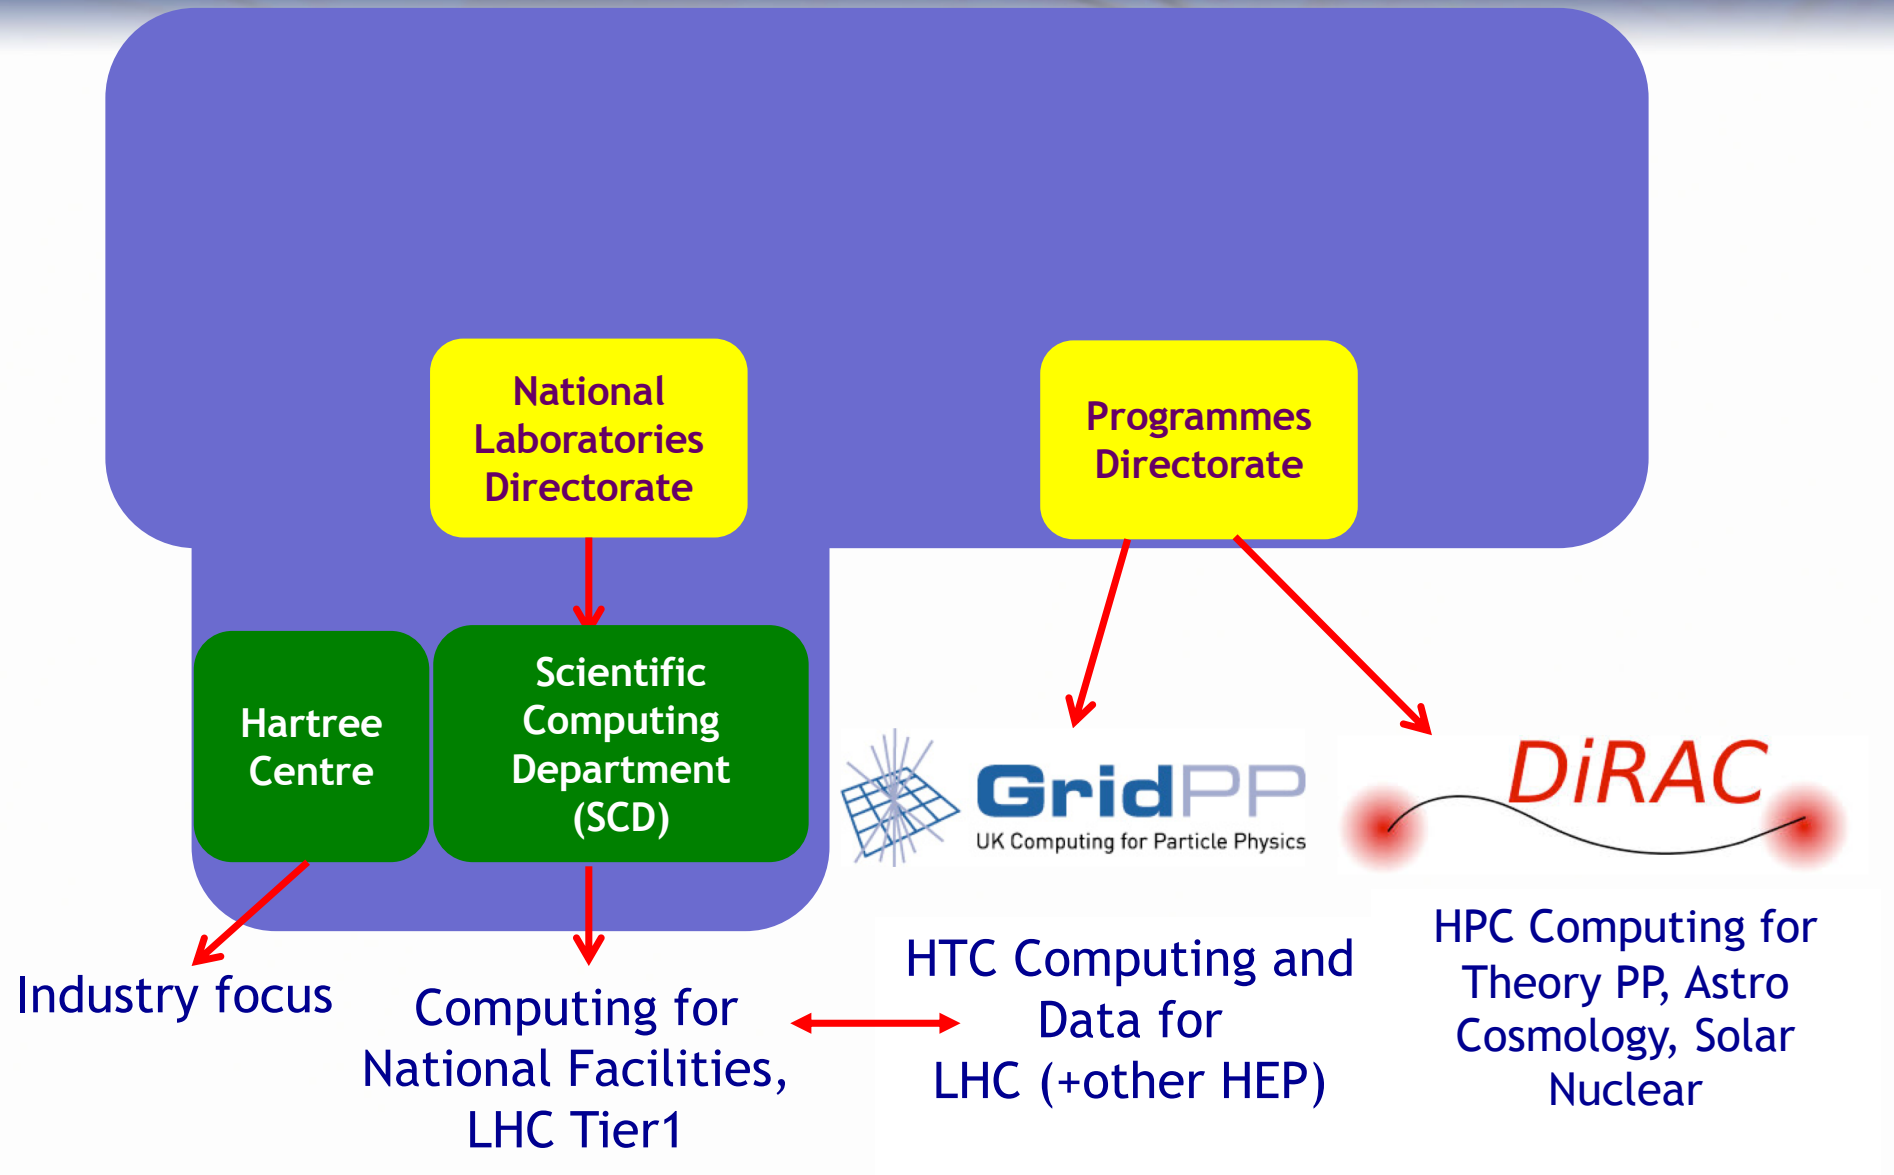 National
Laboratories
Directorate
Programmes
Directorate
Hartree
Centre
Scientific
Computing
Department
(SCD)
GridPP
UK Computing for Particle Physics
DiRAC
Industry focus
Computing for
National Facilities,
LHC Tier1
HTC Computing and
Data for
LHC (+other HEP)
HPC Computing for
Theory PP, Astro
Cosmology, Solar
Nuclear